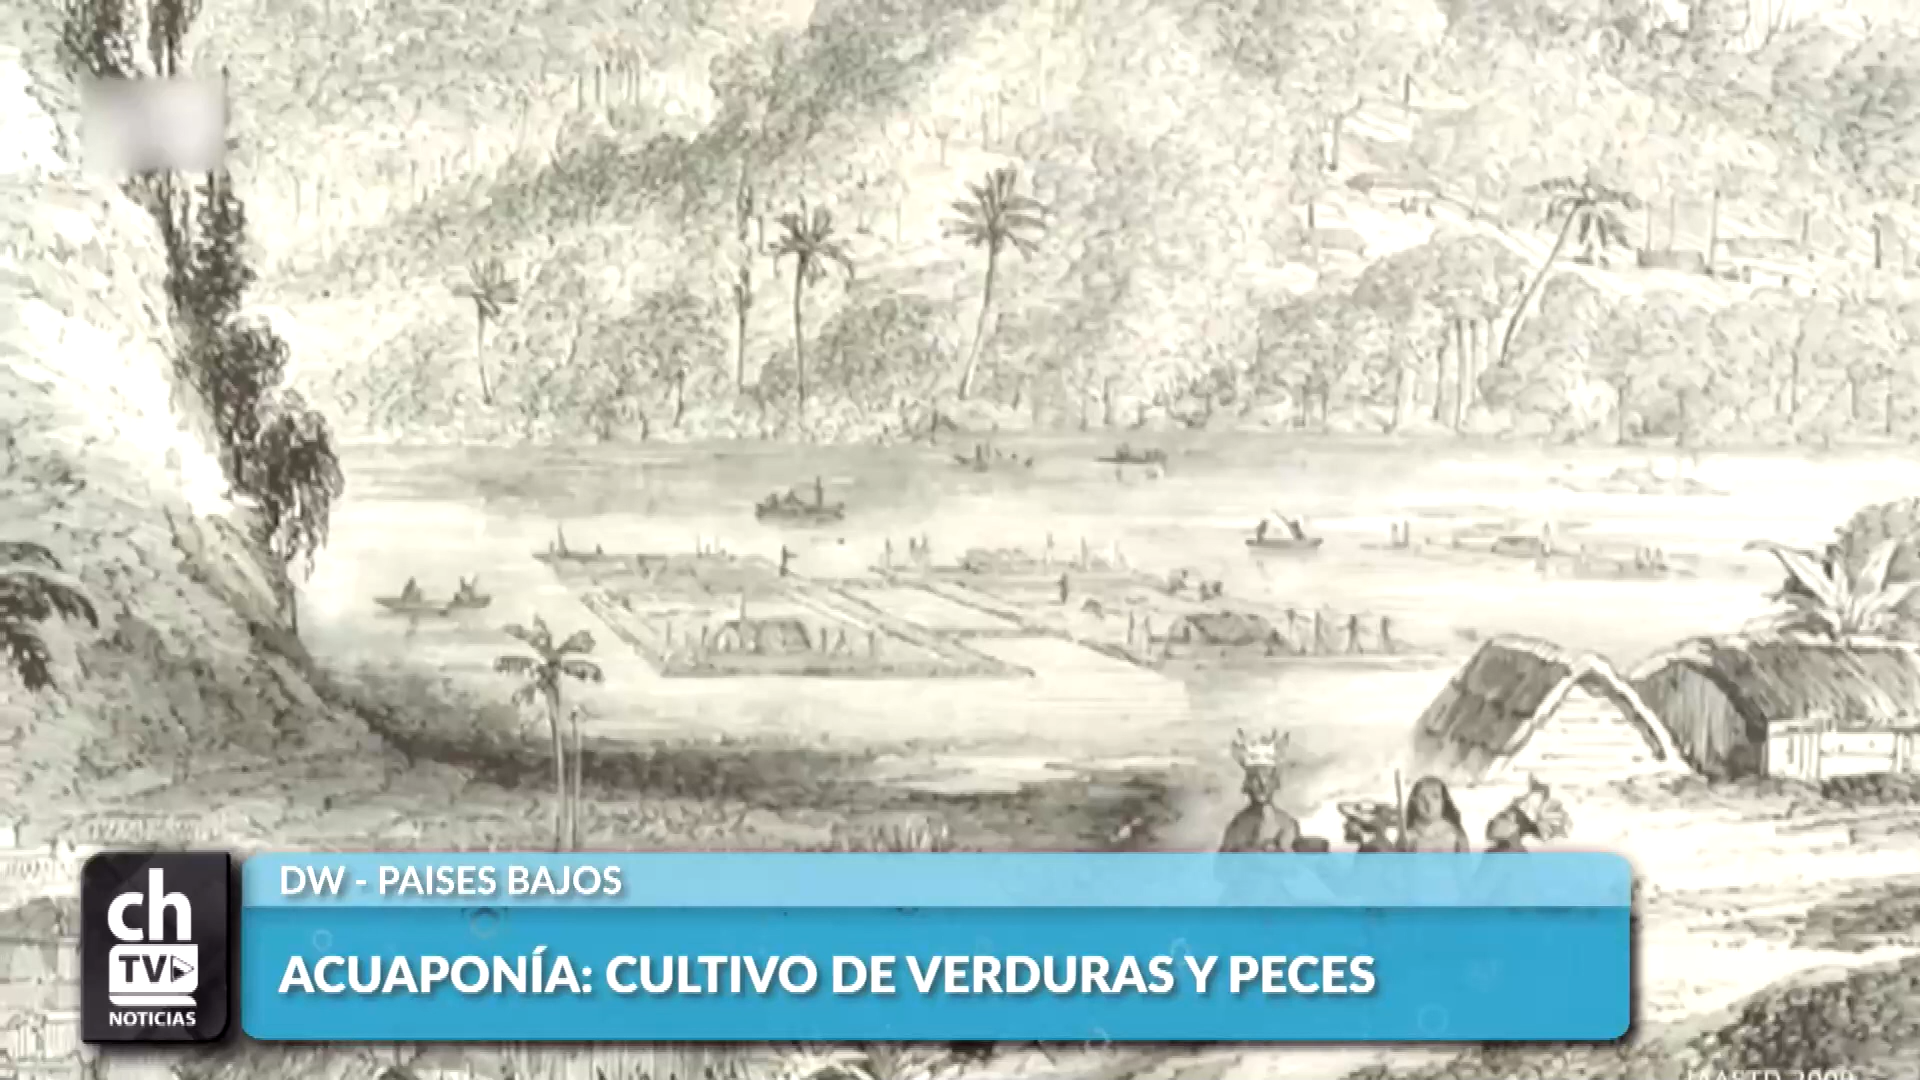 DW - PAISES BAJOS
ACUAPONÍA: CULTIVO DE VERDURAS Y PECES
ch
TV
NOTICIAS